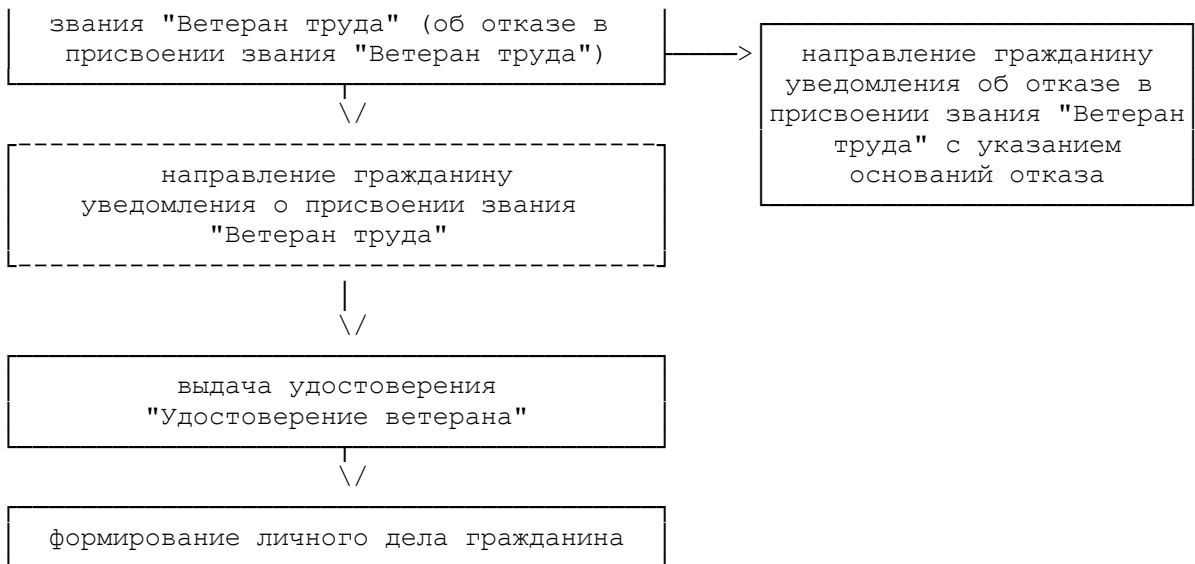 звания "Ветеран труда" (об отказе в
присвоении звания "Ветеран труда")
направление гражданину
уведомления об отказе в
присвоении звания "Ветеран
труда" с указанием
оснований отказа
направление гражданину
уведомления о присвоении звания
"Ветеран труда"
выдача удостоверения
"Удостоверение ветерана"
формирование личного дела гражданина